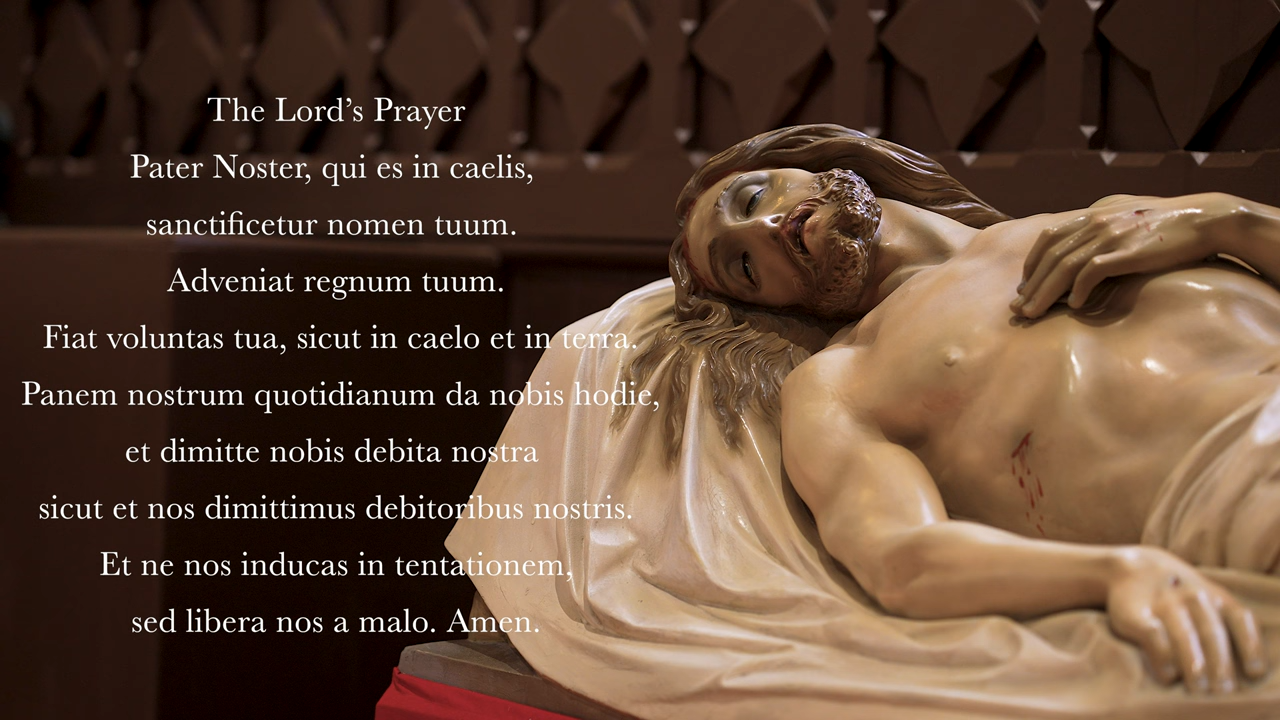 The Lord’s Prayer
Pater Noster, qui es in caelis,
sanctificetur nomen tuum.
Adveniat regnum tuum.
Fiat voluntas tua, sicut in caelo et in terra.
Panem nostrum quotidianum da nobis hodie,
et dimitte nobis debita nostra
sicut et nos dimittimus debitoribus nostris.
Et ne nos inducas in tentationem,
sed libera nos a malo. Amen.